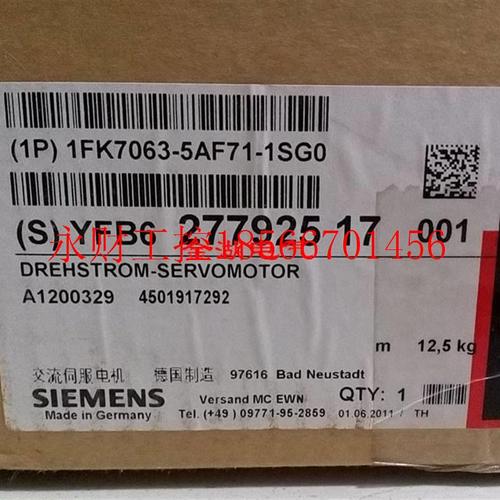 (1P) 1FK7063-5AF71-1SG0
(S) YFB6 277925 17 001
永财工控 18566701456
DREHSTROM-SERVOMOTOR
A1200329 4501917292
m 12,5 kg
交流伺服电机 德国制造 97616 Bad Neustadt
SIEMENS Versand MC EWN QTY: 1
Made in Germany Tel. (+49) 09771-95-2859 01.06.2011 / TH